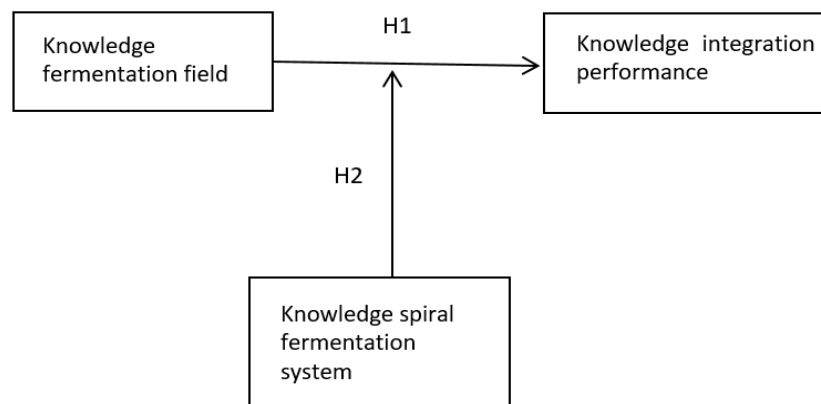 H1
Knowledge
fermentation field
Knowledge integration
performance
H2
Knowledge spiral
fermentation
system